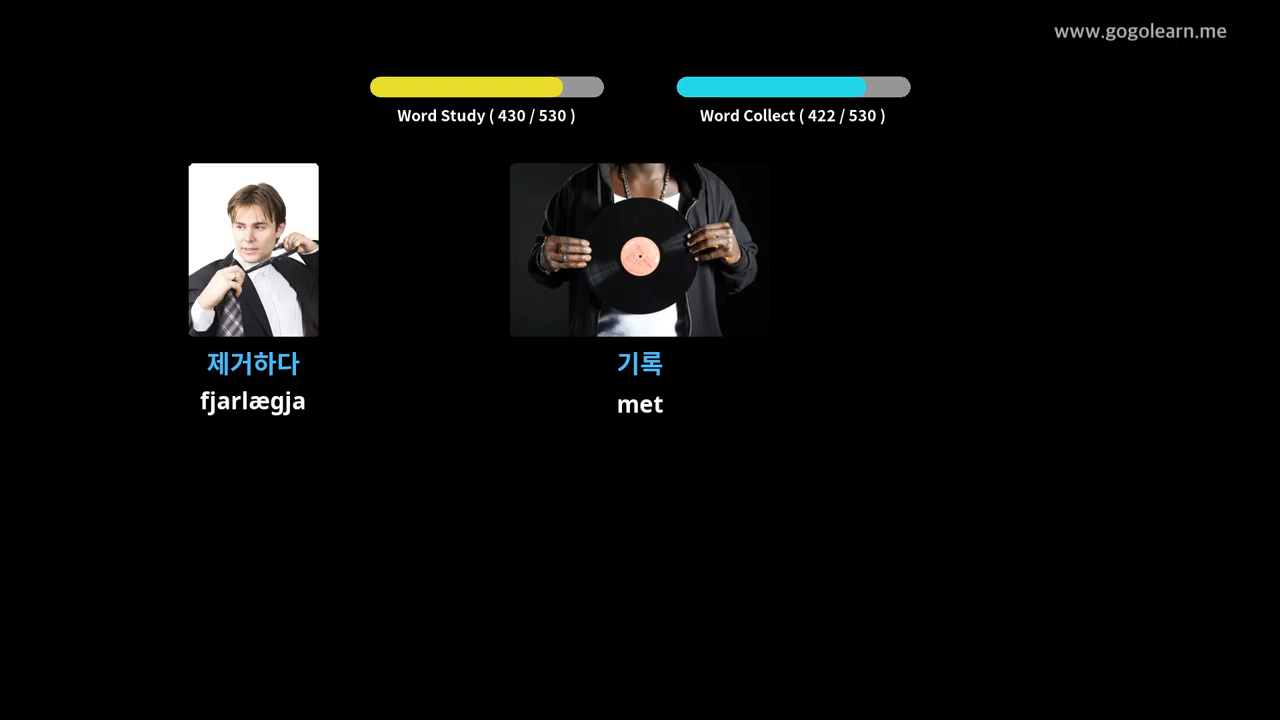 www.gogolearn.me
Word Study ( 430 / 530 )
Word Collect ( 422 / 530 )
제거하다
fjarlægja
기록
met